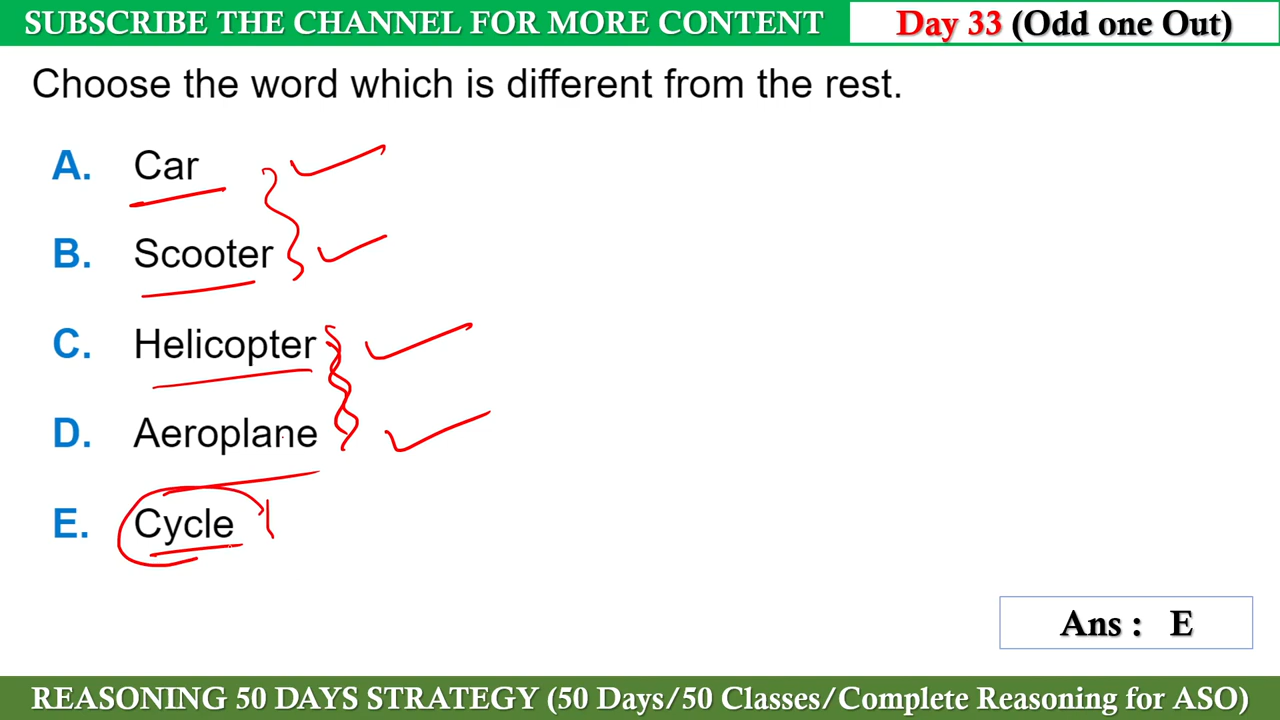 SUBSCRIBE THE CHANNEL FOR MORE CONTENT
Day 33 (Odd one Out)
Choose the word which is different from the rest.
A. Car
B. Scooter
C. Helicopter
D. Aeroplane
E. Cycle
Ans : E
REASONING 50 DAYS STRATEGY (50 Days/50 Classes/Complete Reasoning for ASO)